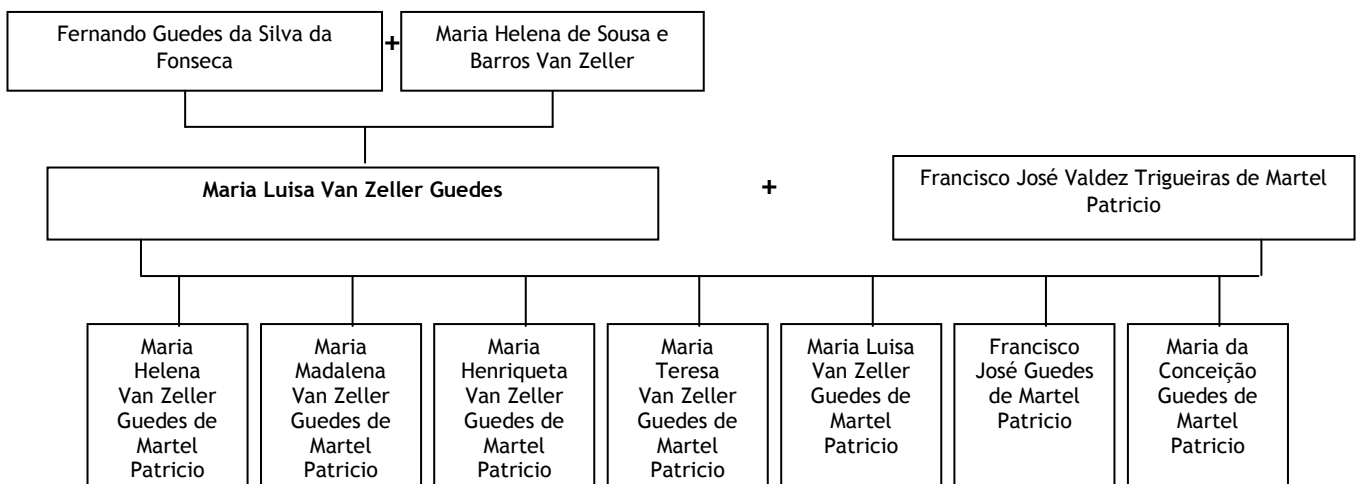 Fernando Guedes da Silva da
Fonseca
+
Maria Helena de Sousa e
Barros Van Zeller
Maria Luisa Van Zeller Guedes
+
Francisco José Valdez Trigueiras de Martel
Patricio
Maria
Helena
Van Zeller
Guedes de
Martel
Patricio
Maria
Madalena
Van Zeller
Guedes de
Martel
Patricio
Maria
Henriqueta
Van Zeller
Guedes de
Martel
Patricio
Maria
Teresa
Van Zeller
Guedes de
Martel
Patricio
Maria Luisa
Van Zeller
Guedes de
Martel
Patricio
Francisco
José Guedes
de Martel
Patricio
Maria da
Conceição
Guedes de
Martel
Patricio